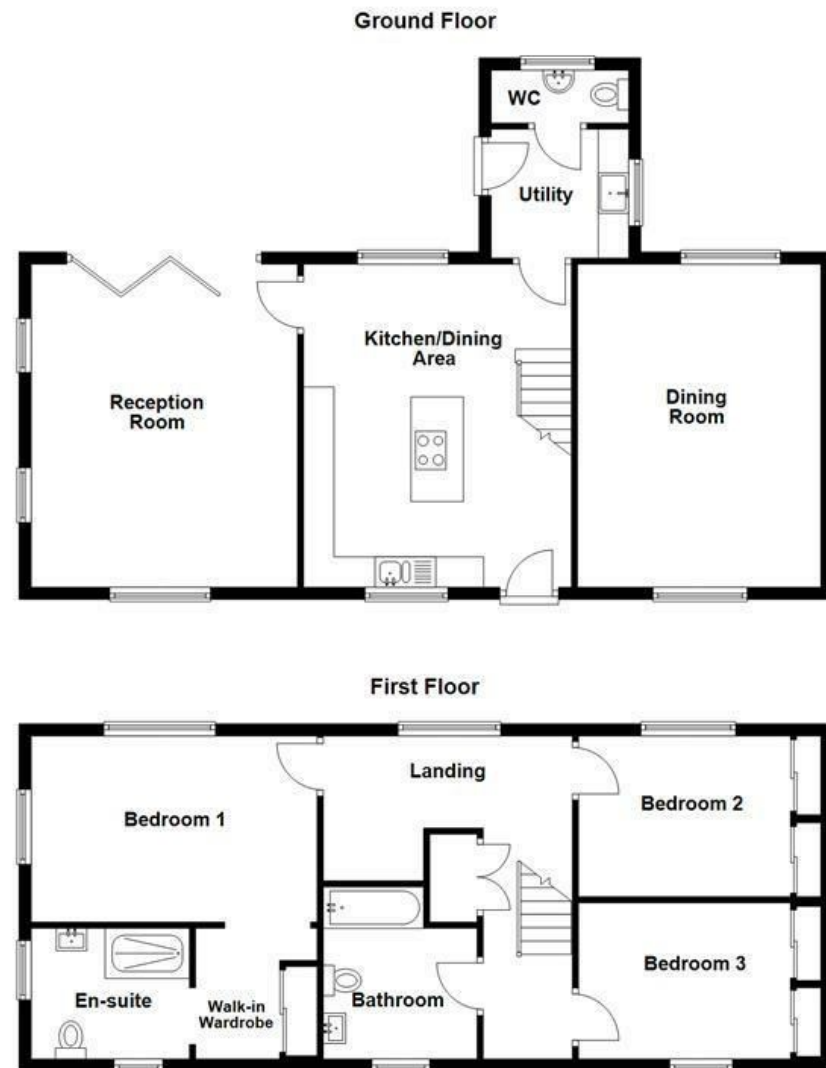 Ground Floor
WC
Utility
Kitchen/Dining
Area
Reception
Room
Dining
Room
First Floor
Landing
Bedroom 1
Bedroom 2
Bedroom 3
En-suite
Walk-in
Wardrobe
Bathroom